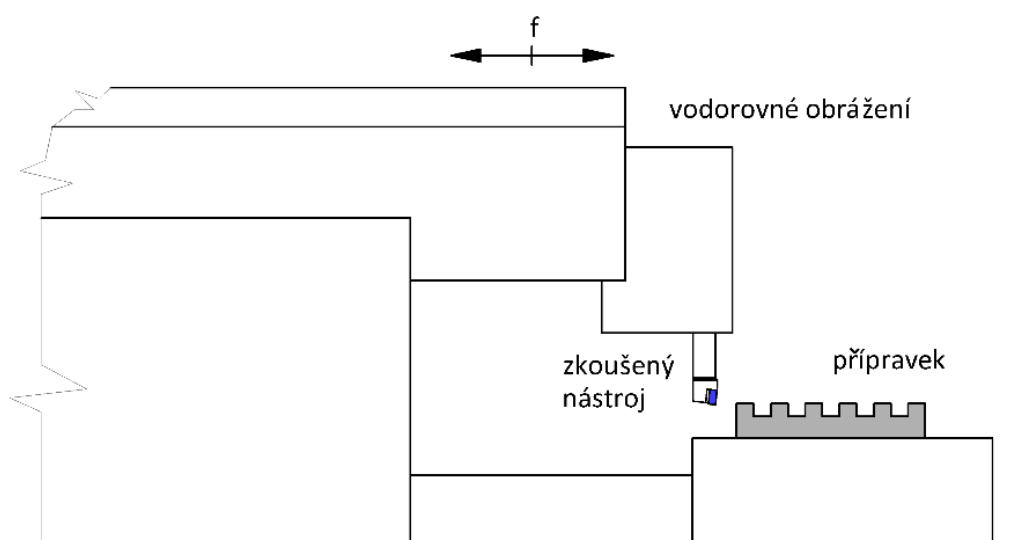 f
vodorovné obrážení
zkoušený
nástroj
přípravek